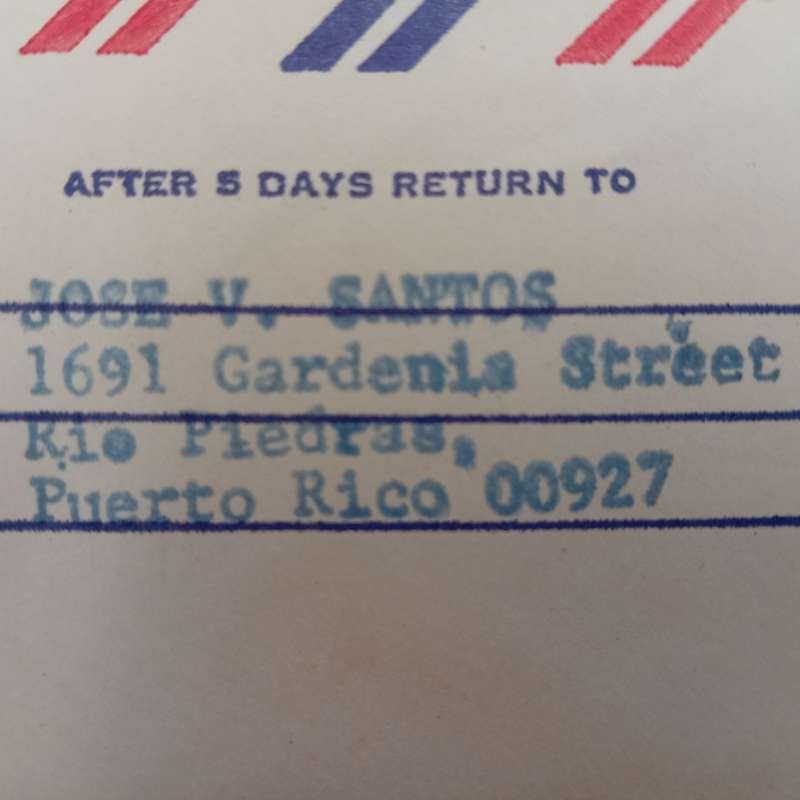 AFTER 5 DAYS RETURN TO
JOSE V. SANTOS
1691 Gardenia Street
Rio Piedras,
Puerto Rico 00927